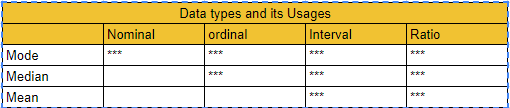 Data types and its Usages
Nominal ordinal Interval Ratio
Mode *** *** *** ***
Median *** *** ***
Mean *** ***